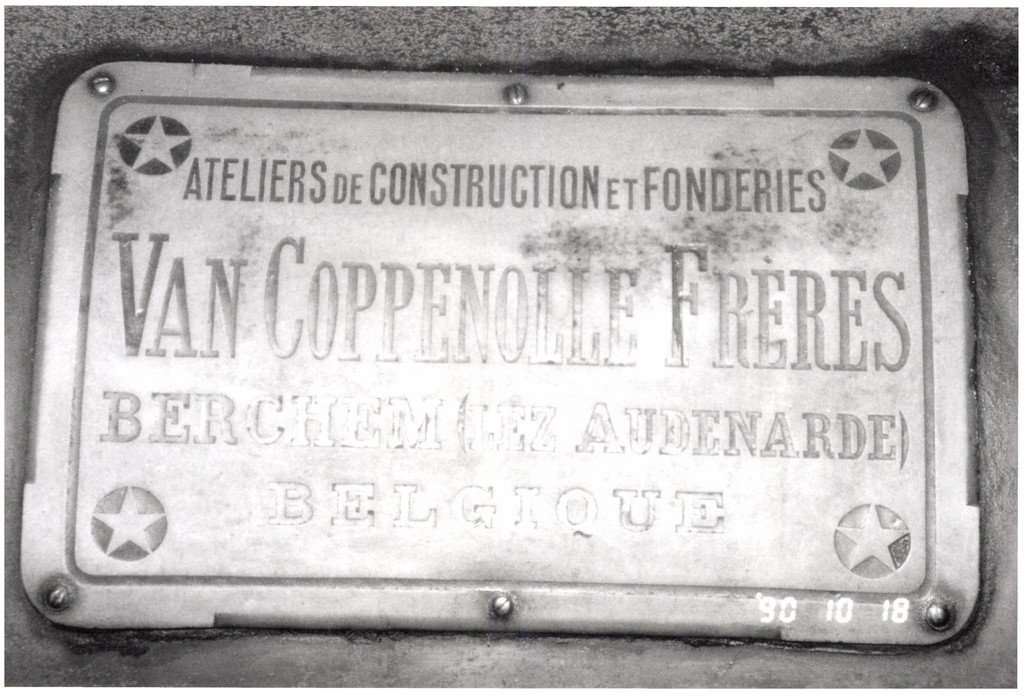 ATELIERS DE CONSTRUCTION ET FONDERIES
VAN COPPENOLLE FRÈRES
BERCHEM (LEZ AUDENARDE)
BELGIQUE
'90 10 18